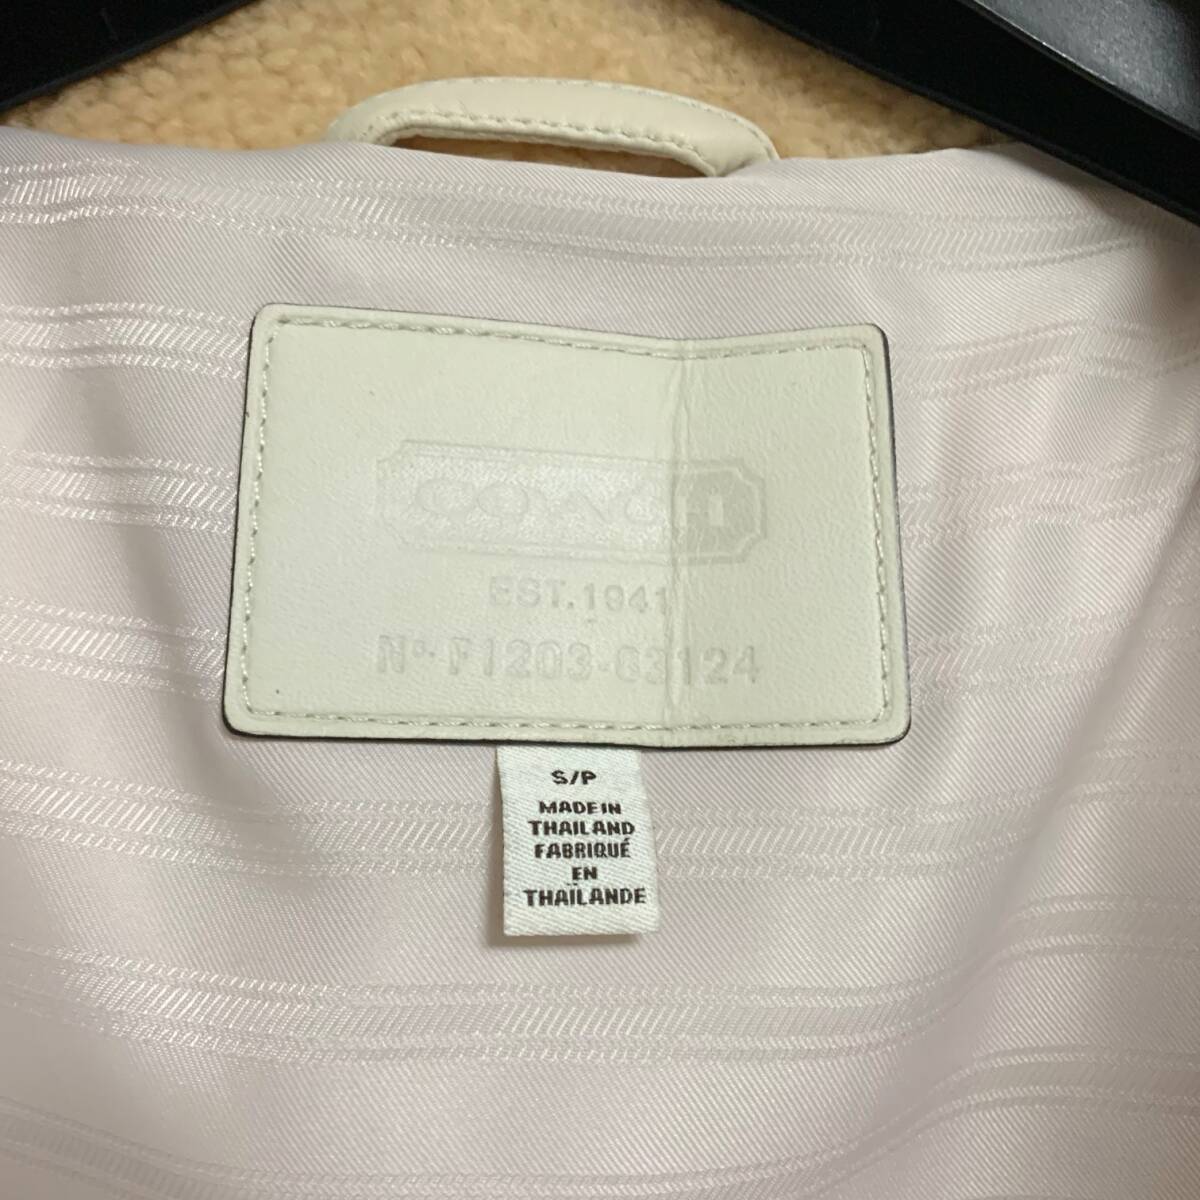 COACH
EST.1941
Nº F1203-83124
S/P
MADE IN
THAILAND
FABRIQUÉ
EN
THAÏLANDE